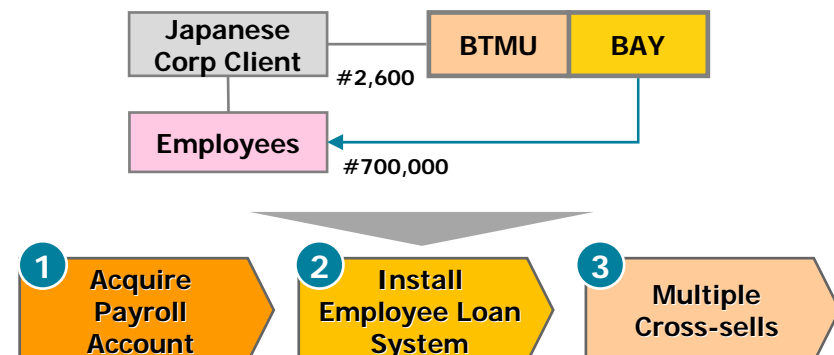 Japanese
Corp Client
BTMU
BAY
#2,600
Employees
#700,000
1
Acquire
Payroll
Account
2
Install
Employee Loan
System
3
Multiple
Cross-sells